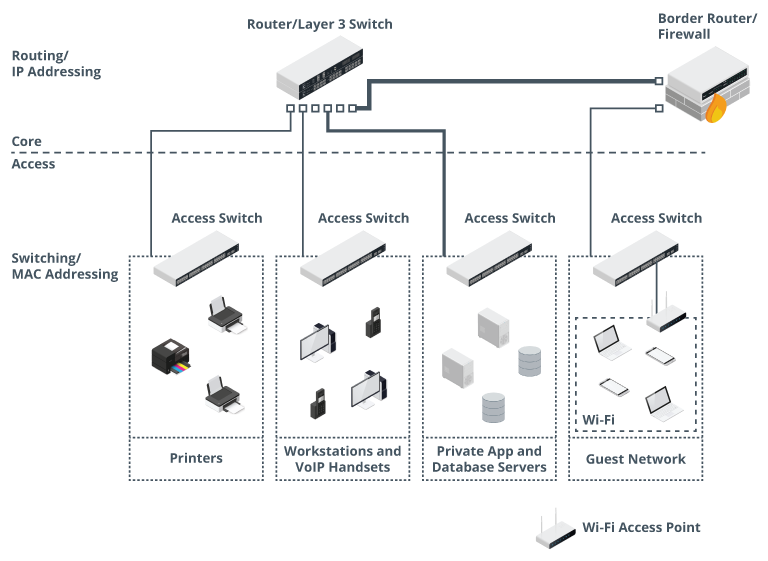 Router/Layer 3 Switch
Border Router/
Firewall
Routing/
IP Addressing
Core
Access
Access Switch
Access Switch
Access Switch
Access Switch
Switching/
MAC Addressing
Wi-Fi
Printers
Workstations and
VoIP Handsets
Private App and
Database Servers
Guest Network
Wi-Fi Access Point